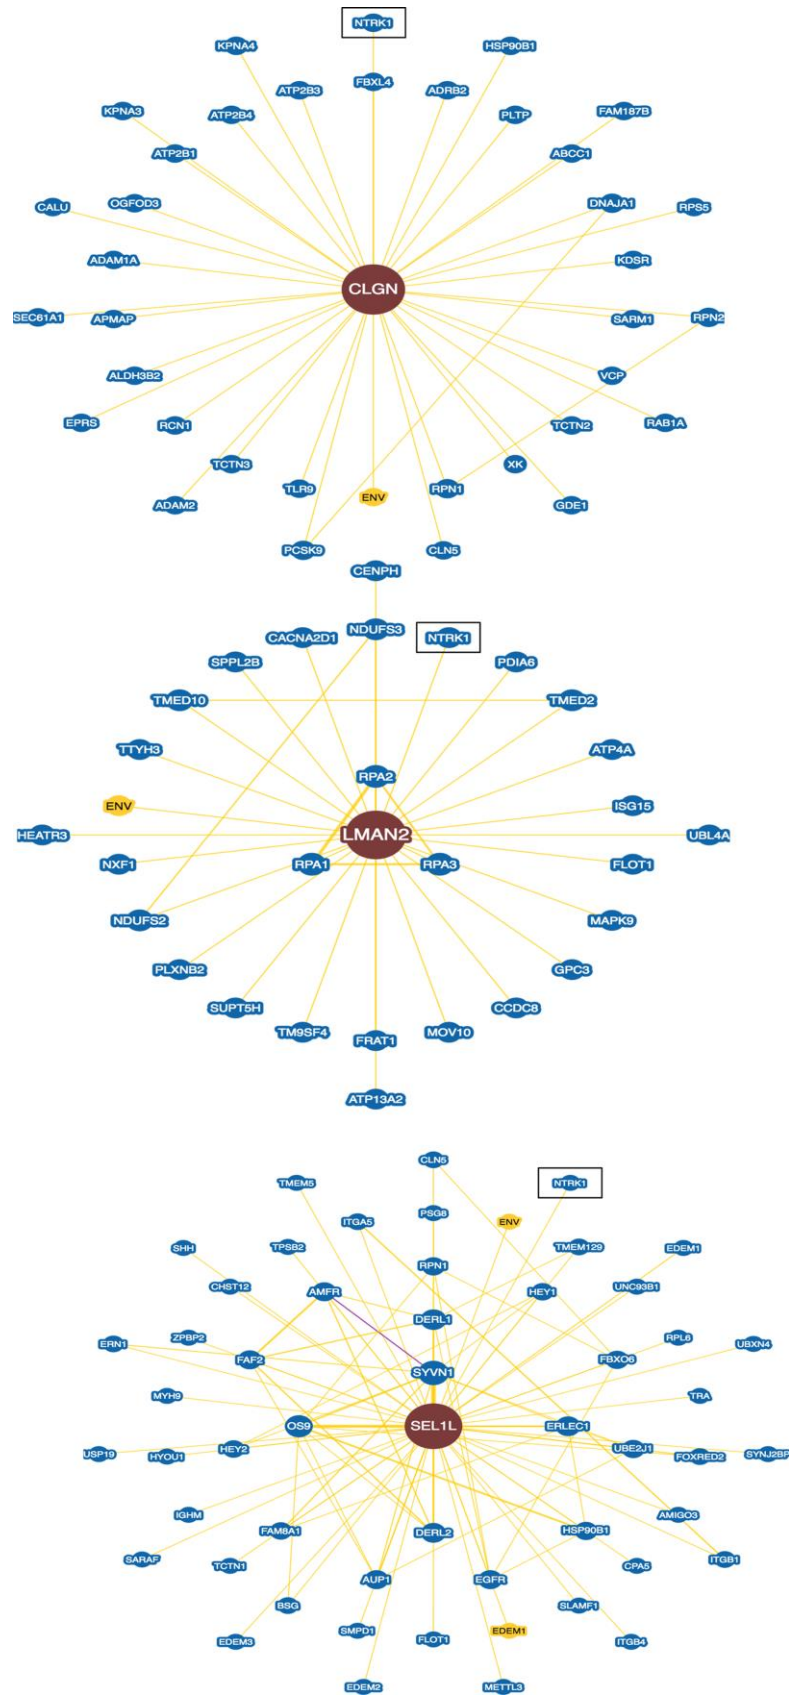 NTRK1
KPNA4
HSP90B1
FBXL4
ATP2B3
ADRB2
KPNA3
ATP2B4
PLTP
FAM187B
ATP2B1
ABCC1
CALU
OGFOD3
DNAJA1
RPS5
ADAM1A
KDSR
CLGN
SEC61A1
APMAP
SARM1
RPN2
ALDH3B2
VCP
EPRS
RCN1
TCTN2
RAB1A
TCTN3
XK
ADAM2
TLR9
ENV
RPN1
GDE1
PCSK9
CLN5
CENPH
CACNA2D1
NDUFS3
NTRK1
SPPL2B
PDIA6
TMED10
TMED2
TTYH3
ATP4A
RPA2
ENV
ISG15
HEATR3
LMAN2
UBL4A
NXF1
RPA1
RPA3
FLOT1
NDUFS2
MAPK9
PLXNB2
GPC3
SUPT5H
CCDC8
TM9SF4
FRAT1
MOV10
ATP13A2
CLN5
TMEM5
NTRK1
ITGA5
PSG8
ENV
SHH
TPSB2
TMEM129
EDEM1
RPN1
CHST12
AMFR
HEY1
UNC93B1
DERL1
ERN1
ZPBP2
FAF2
FBXO6
RPL6
UBXN4
SYVN1
MYH9
TRA
OS9
SEL1L
ERLEC1
USP19
HYOU1
HEY2
UBE2J1
FOXRED2
SYNJ2BP
IGHM
AMIGO3
FAM8A1
DERL2
HSP90B1
SARAF
TCTN1
CPA5
ITGB1
AUP1
EGFR
BSG
SLAMF1
EDEM3
SMPD1
FLOT1
EDEM1
ITGB4
EDEM2
METTL3